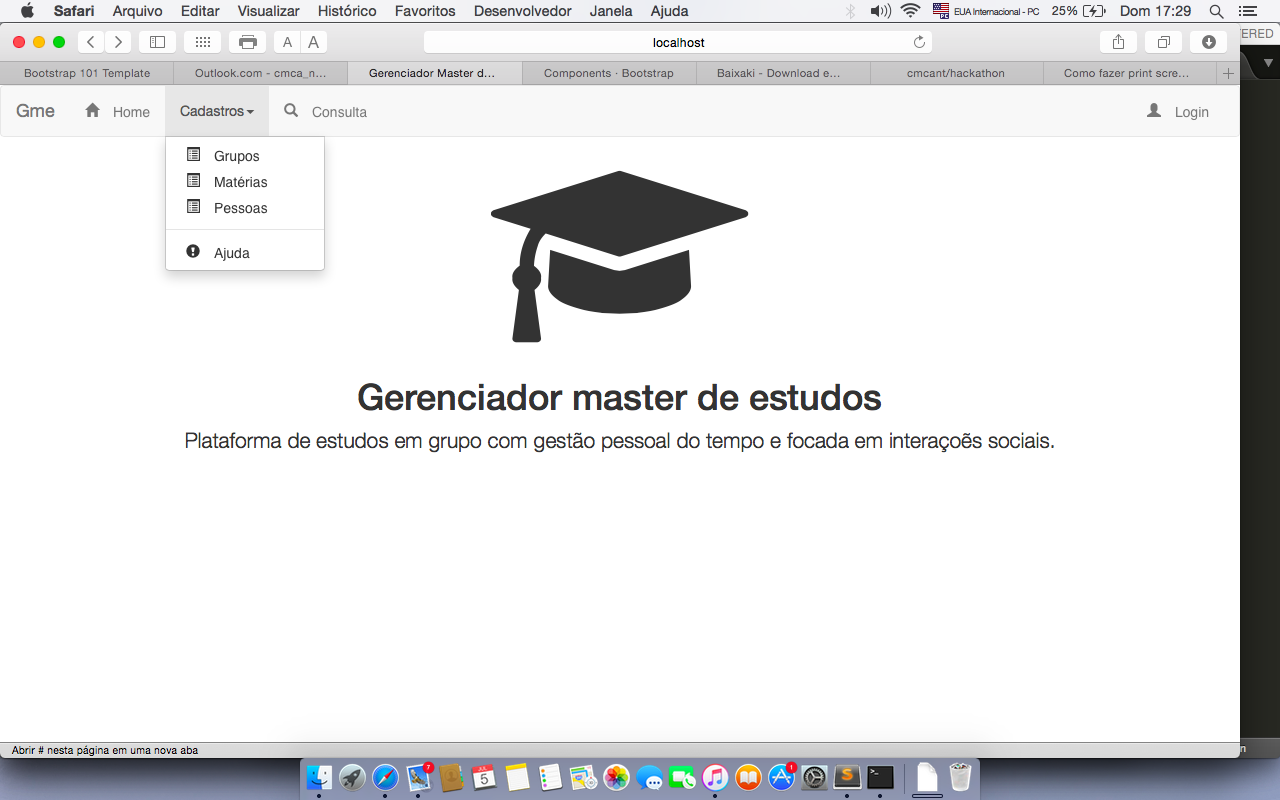 Safari Arquivo Editar Visualizar Histórico Favoritos Desenvolvedor Janela Ajuda EUA Internacional - PC 25% Dom 17:29
A A localhost ERED
Bootstrap 101 Template Outlook.com - cmca_n... Gerenciador Master d... Components · Bootstrap Baixaki - Download e... cmcant/hackathon Como fazer print scre...
Gme Home Cadastros Consulta Login
Grupos
Matérias
Pessoas
Ajuda
Gerenciador master de estudos
Plataforma de estudos em grupo com gestão pessoal do tempo e focada em interaçoẽs sociais.
Abrir # nesta página em uma nova aba
7 JUL 5 1 S